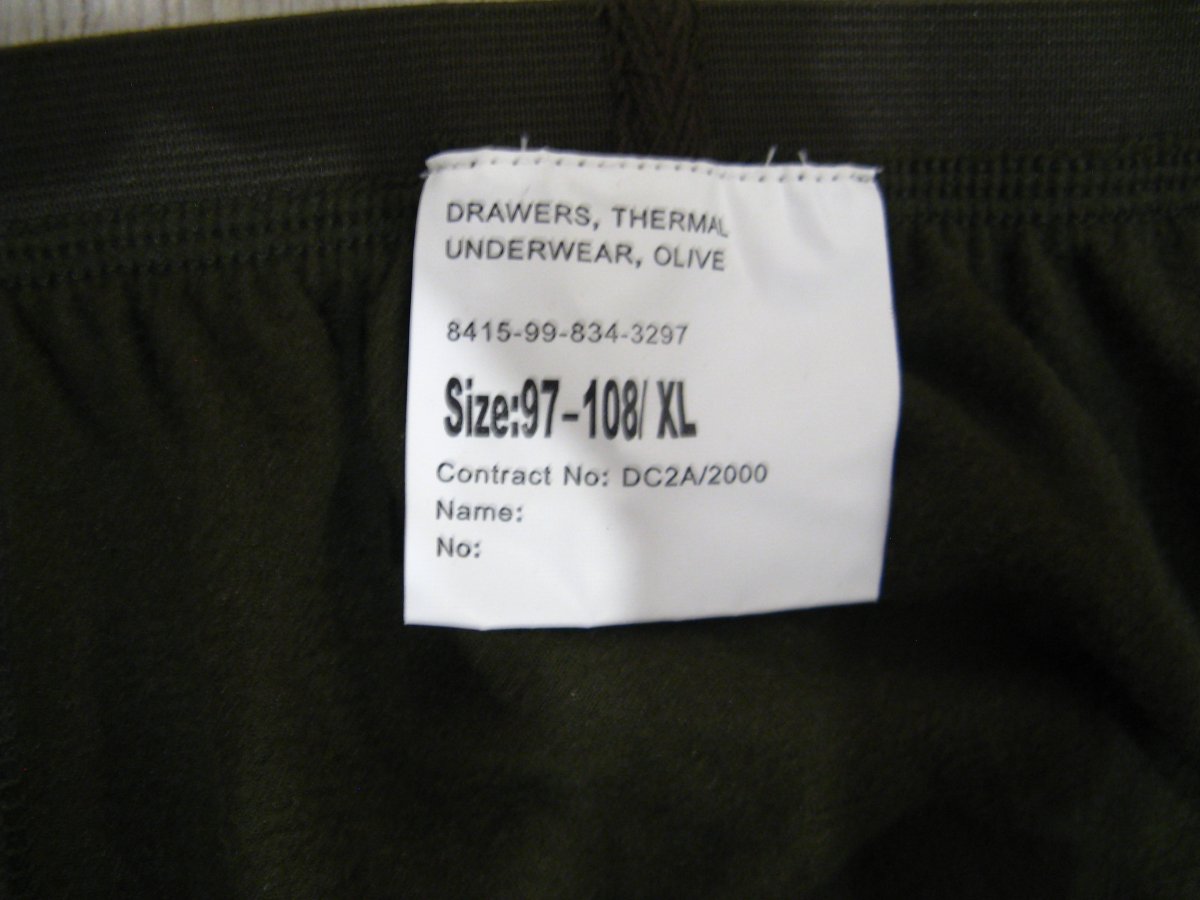 DRAWERS, THERMAL
UNDERWEAR, OLIVE
8415-99-834-3297
Size:97-108/ XL
Contract No: DC2A/2000
Name:
No: